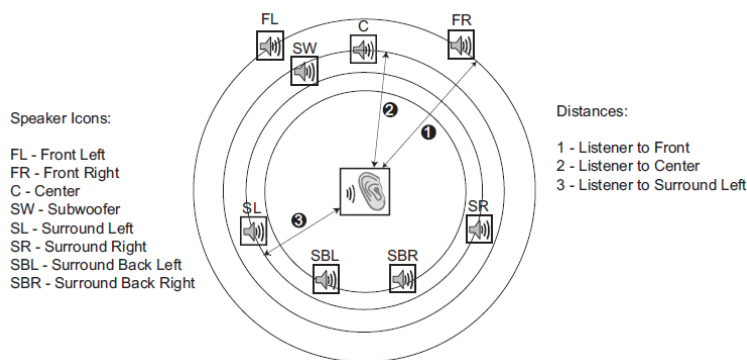 FL
FR
C
SW
Speaker Icons:
FL - Front Left
FR - Front Right
C - Center
SW - Subwoofer
SL - Surround Left
SR - Surround Right
SBL - Surround Back Left
SBR - Surround Back Right
2
1
3
SL
SR
SBL
SBR
Distances:
1 - Listener to Front
2 - Listener to Center
3 - Listener to Surround Left